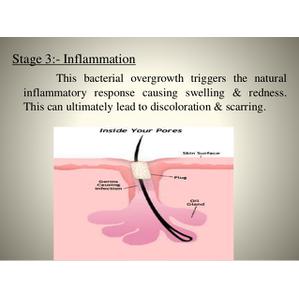 Stage 3:- Inflammation
This bacterial overgrowth triggers the natural
inflammatory response causing swelling & redness.
This can ultimately lead to discoloration & scarring.
Inside Your Pores
Skin Surface
Plug
Germs
Causing
Infection
Oil
Gland